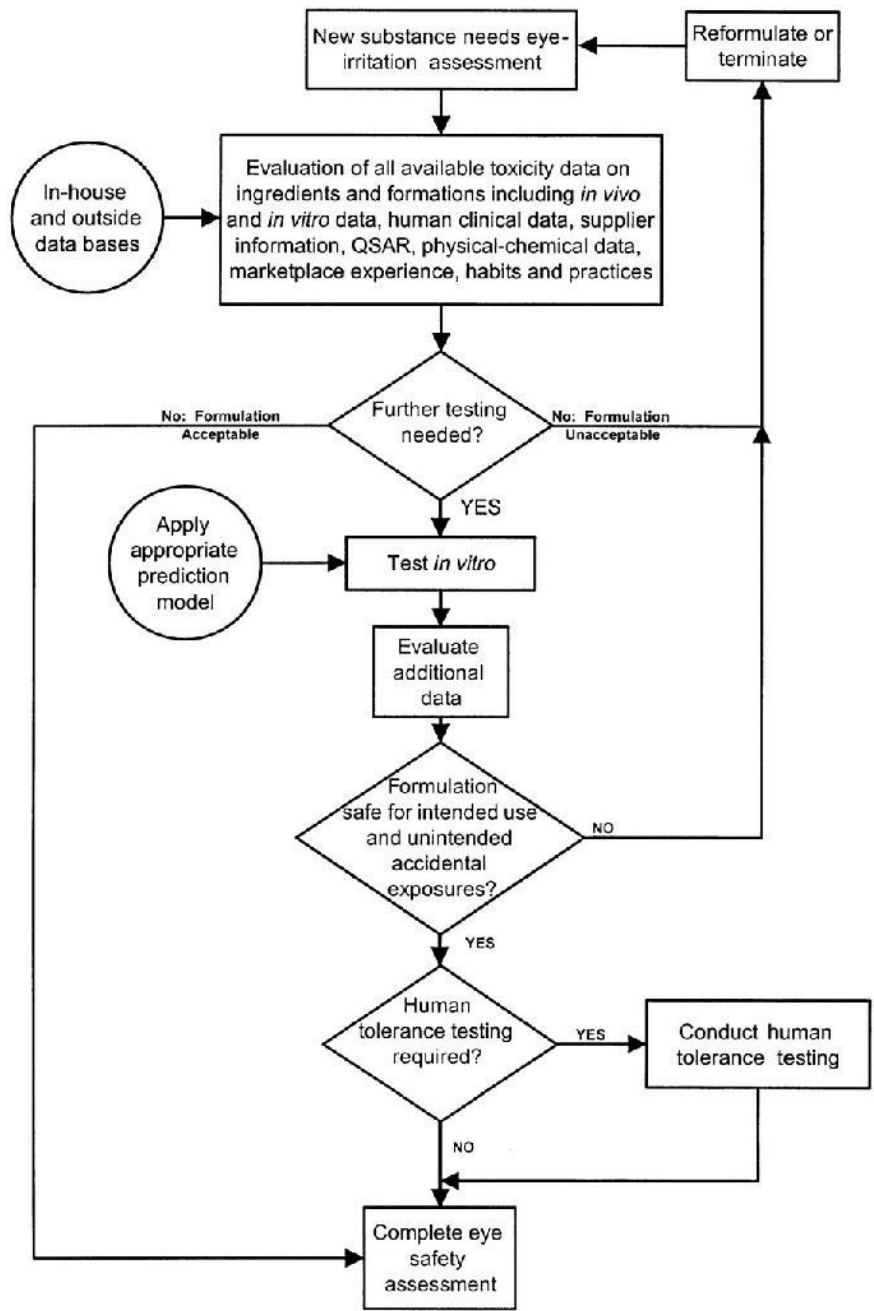 New substance needs eye-
irritation assessment
Reformulate or
terminate
In-house
and outside
data bases
Evaluation of all available toxicity data on
ingredients and formations including in vivo
and in vitro data, human clinical data, supplier
information, QSAR, physical-chemical data,
marketplace experience, habits and practices
No: Formulation
Acceptable
Further testing
needed?
No: Formulation
Unacceptable
YES
Apply
appropriate
prediction
model
Test in vitro
Evaluate
additional
data
Formulation
safe for intended use
and unintended
accidental
exposures?
NO
YES
Human
tolerance testing
required?
YES
Conduct human
tolerance testing
NO
Complete eye
safety
assessment